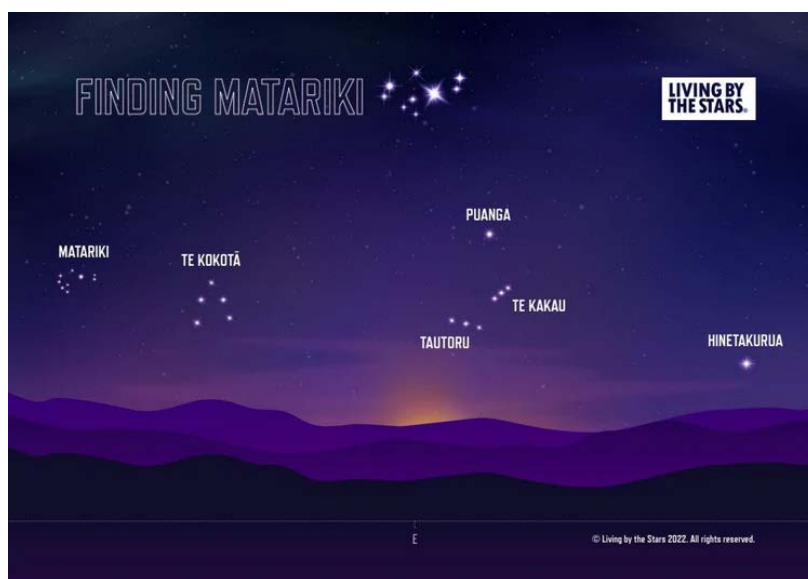 FINDING MATARIKI
LIVING BY
THE STARS®
PUANGA
MATARIKI
TE KOKOTĀ
TE KAKAU
TAUTORU
HINETAKURUA
E
© Living by the Stars 2022. All rights reserved.